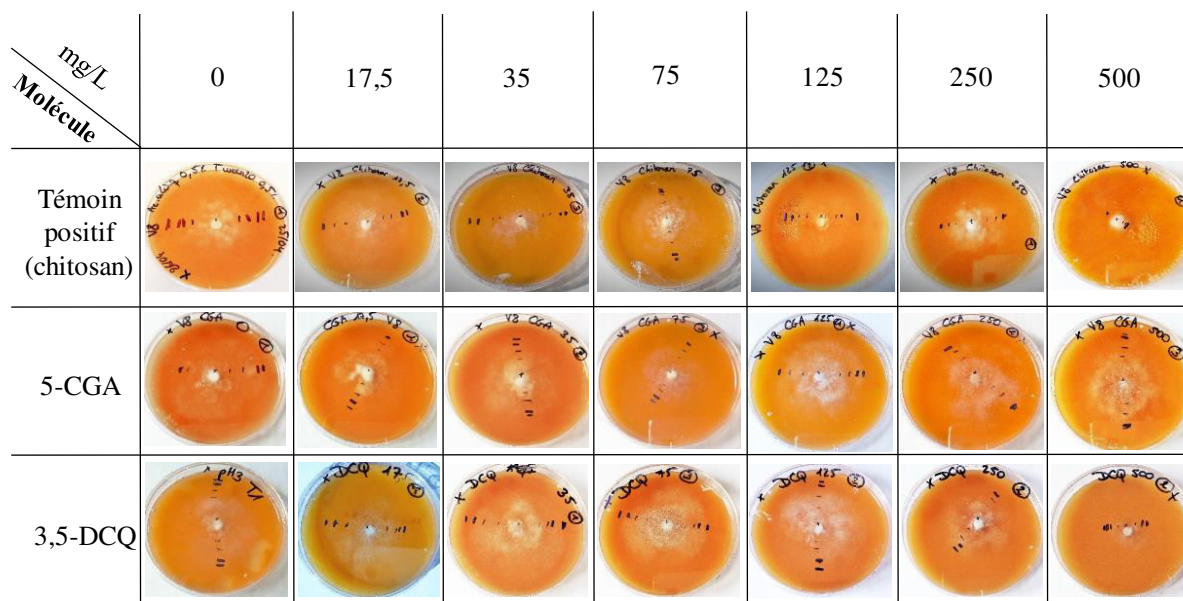 mg/L
Molécule
0
17,5
35
75
125
250
500
Témoin
positif
(chitosan)
V8 Chitosan 17,5
V8 Chitosan 35
V8 Chitosan 75
V8 Chitosan 125
V8 Chitosan 250
V8 Chitosan 500
5-CGA
V8 CGA 0
CGA 17,5 V8
V8 CGA 35
V8 CGA 75
V8 CGA 125
V8 CGA 250
V8 CGA 500
3,5-DCQ
pH3 T1
DCQ 17
DCQ 35
DCQ 75
DCQ 125
DCQ 250
DCQ 500